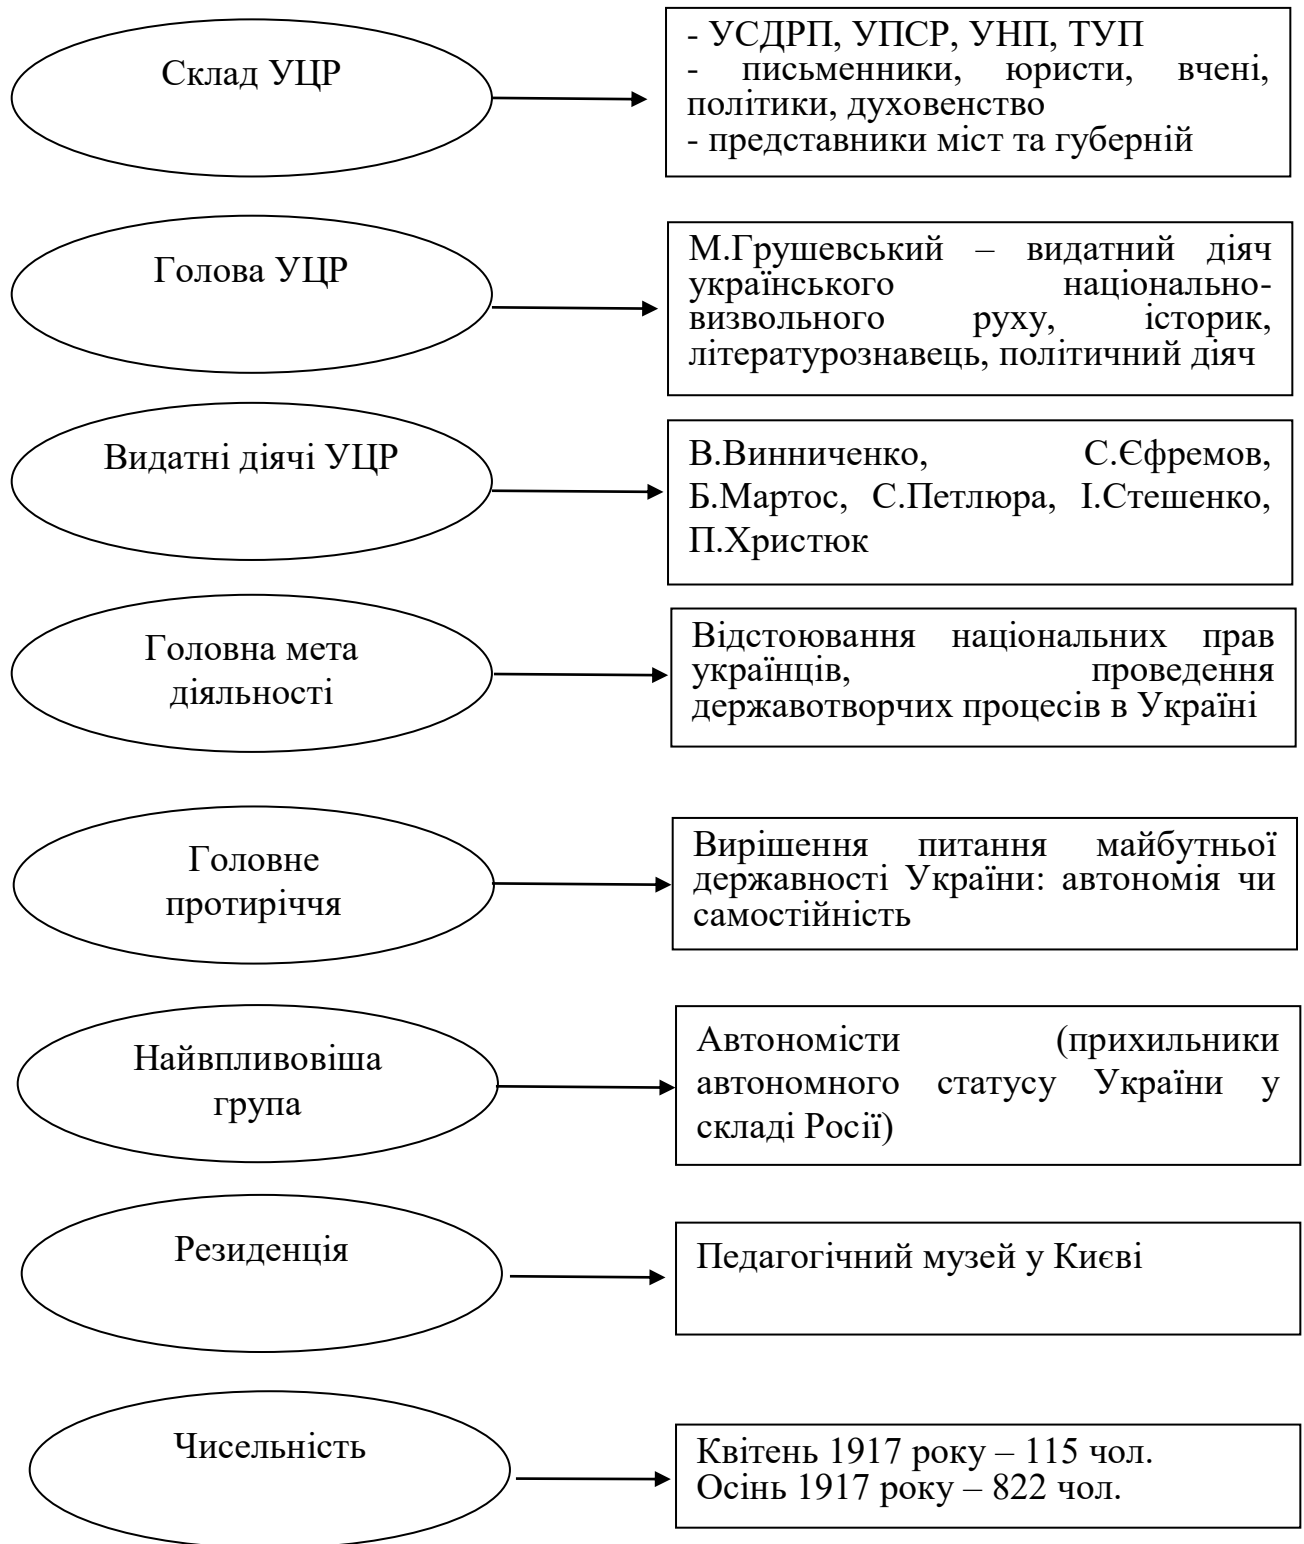 Склад УЦР
- УСДРП, УПСР, УНП, ТУП
- письменники, юристи, вчені,
політики, духовенство
- представники міст та губерній
Голова УЦР
М.Грушевський – видатний діяч
українського національно-
визвольного руху, історик,
літературознавець, політичний діяч
Видатні діячі УЦР
В.Винниченко, С.Єфремов,
Б.Мартос, С.Петлюра, І.Стешенко,
П.Христюк
Головна мета
діяльності
Відстоювання національних прав
українців, проведення
державотворчих процесів в Україні
Головне
протиріччя
Вирішення питання майбутньої
державності України: автономія чи
самостійність
Найвпливовіша
група
Автономісти (прихильники
автономного статусу України у
складі Росії)
Резиденція
Педагогічний музей у Києві
Чисельність
Квітень 1917 року – 115 чол.
Осінь 1917 року – 822 чол.